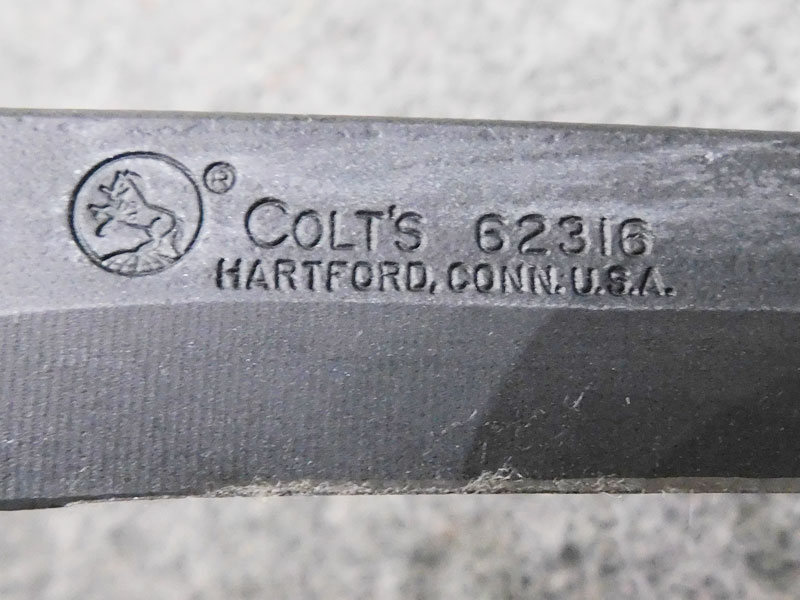 ®
COLT'S 62316
HARTFORD, CONN. U.S.A.